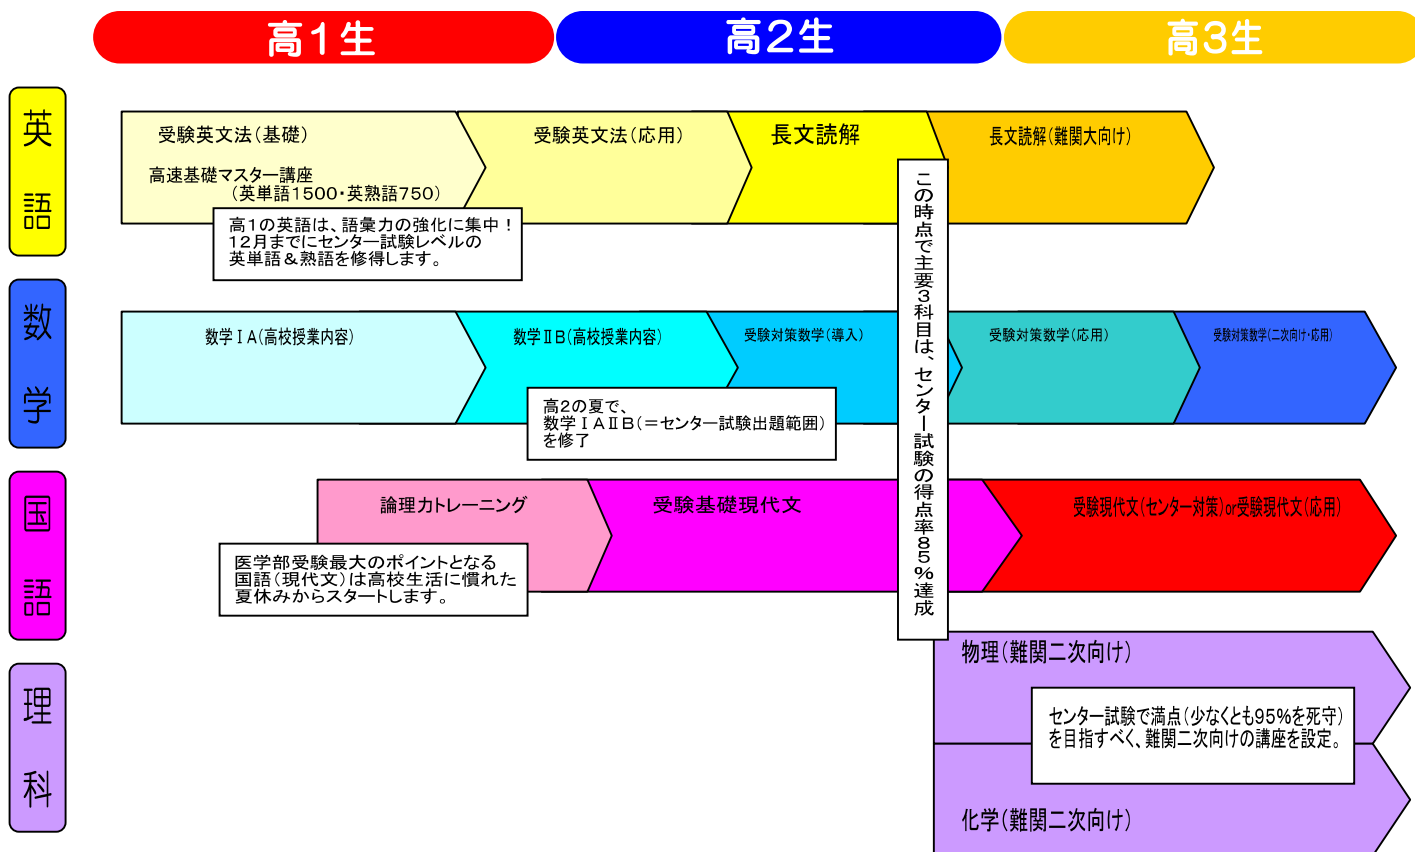 高１生
高２生
高３生
英語
受験英文法（基礎）
高速基礎マスター講座
（英単語１５００・英熟語７５０）
受験英文法（応用）
長文読解
長文読解（難関大向け）
高１の英語は、語彙力の強化に集中！
１２月までにセンター試験レベルの
英単語＆熟語を修得します。
この時点で主要３科目は、センター試験の得点率８５％達成
数学
数学ⅠA（高校授業内容）
数学ⅡB（高校授業内容）
受験対策数学（導入）
受験対策数学（応用）
受験対策数学（二次向け・応用）
高２の夏で、
数学ⅠAⅡB（＝センター試験出題範囲）
を修了
国語
論理力トレーニング
受験基礎現代文
受験現代文（センター対策）or受験現代文（応用）
医学部受験最大のポイントとなる
国語（現代文）は高校生活に慣れた
夏休みからスタートします。
理科
物理（難関二次向け）
センター試験で満点（少なくとも９５％を死守）
を目指すべく、難関二次向けの講座を設定。
化学（難関二次向け）